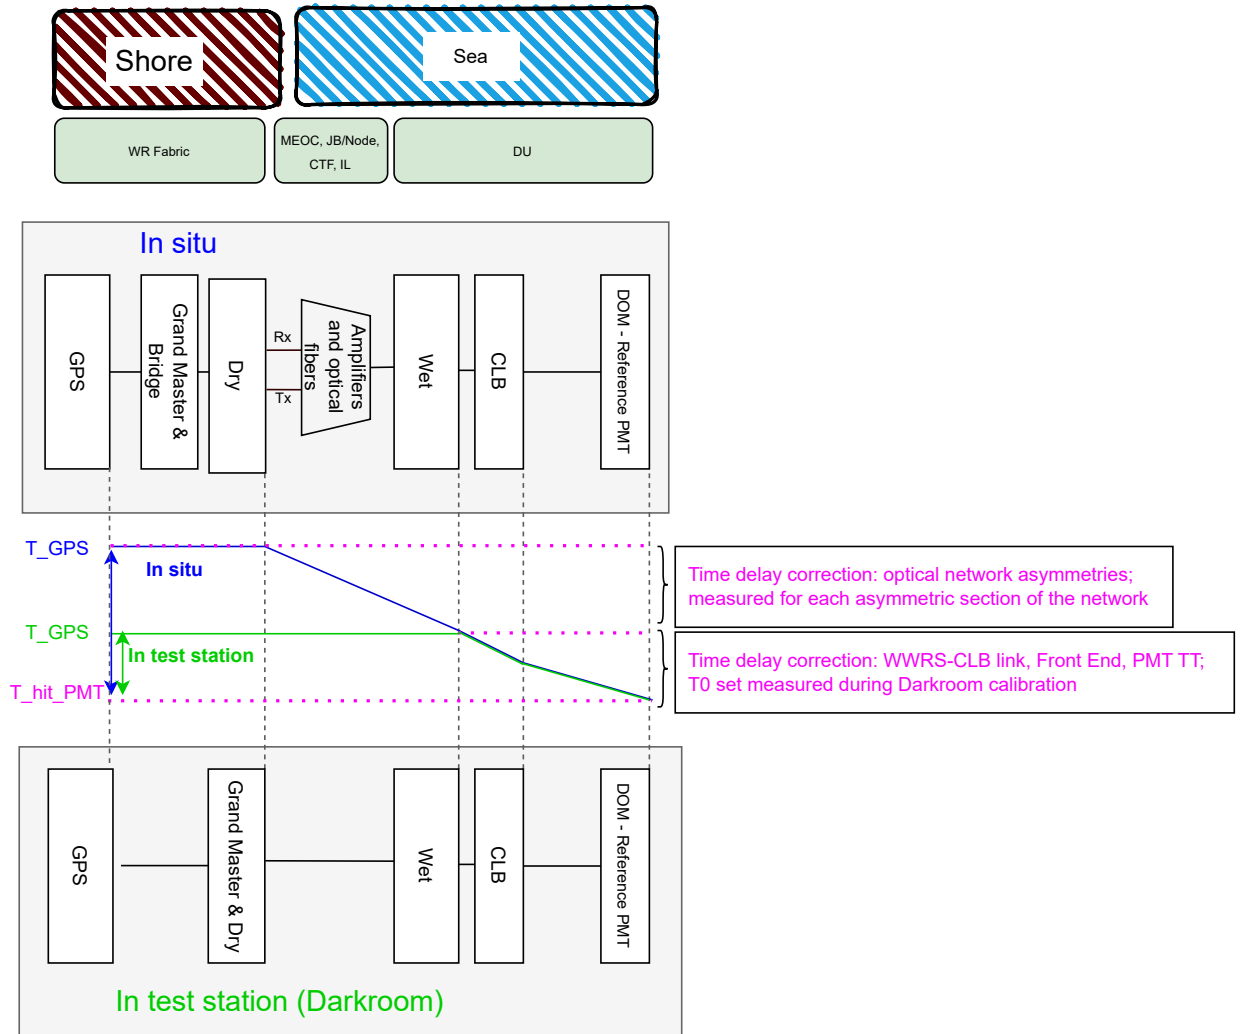 Shore
Sea
WR Fabric
MEOC, JB/Node,
CTF, IL
DU
In situ
GPS
Grand Master &
Bridge
Dry
Rx
Tx
Amplifiers
and optical
fibers
Wet
CLB
DOM - Reference PMT
T_GPS
In situ
Time delay correction: optical network asymmetries;
measured for each asymmetric section of the network
T_GPS
In test station
T_hit_PMT
Time delay correction: WWRS-CLB link, Front End, PMT TT;
T0 set measured during Darkroom calibration
GPS
Grand Master & Dry
Wet
CLB
DOM - Reference PMT
In test station (Darkroom)